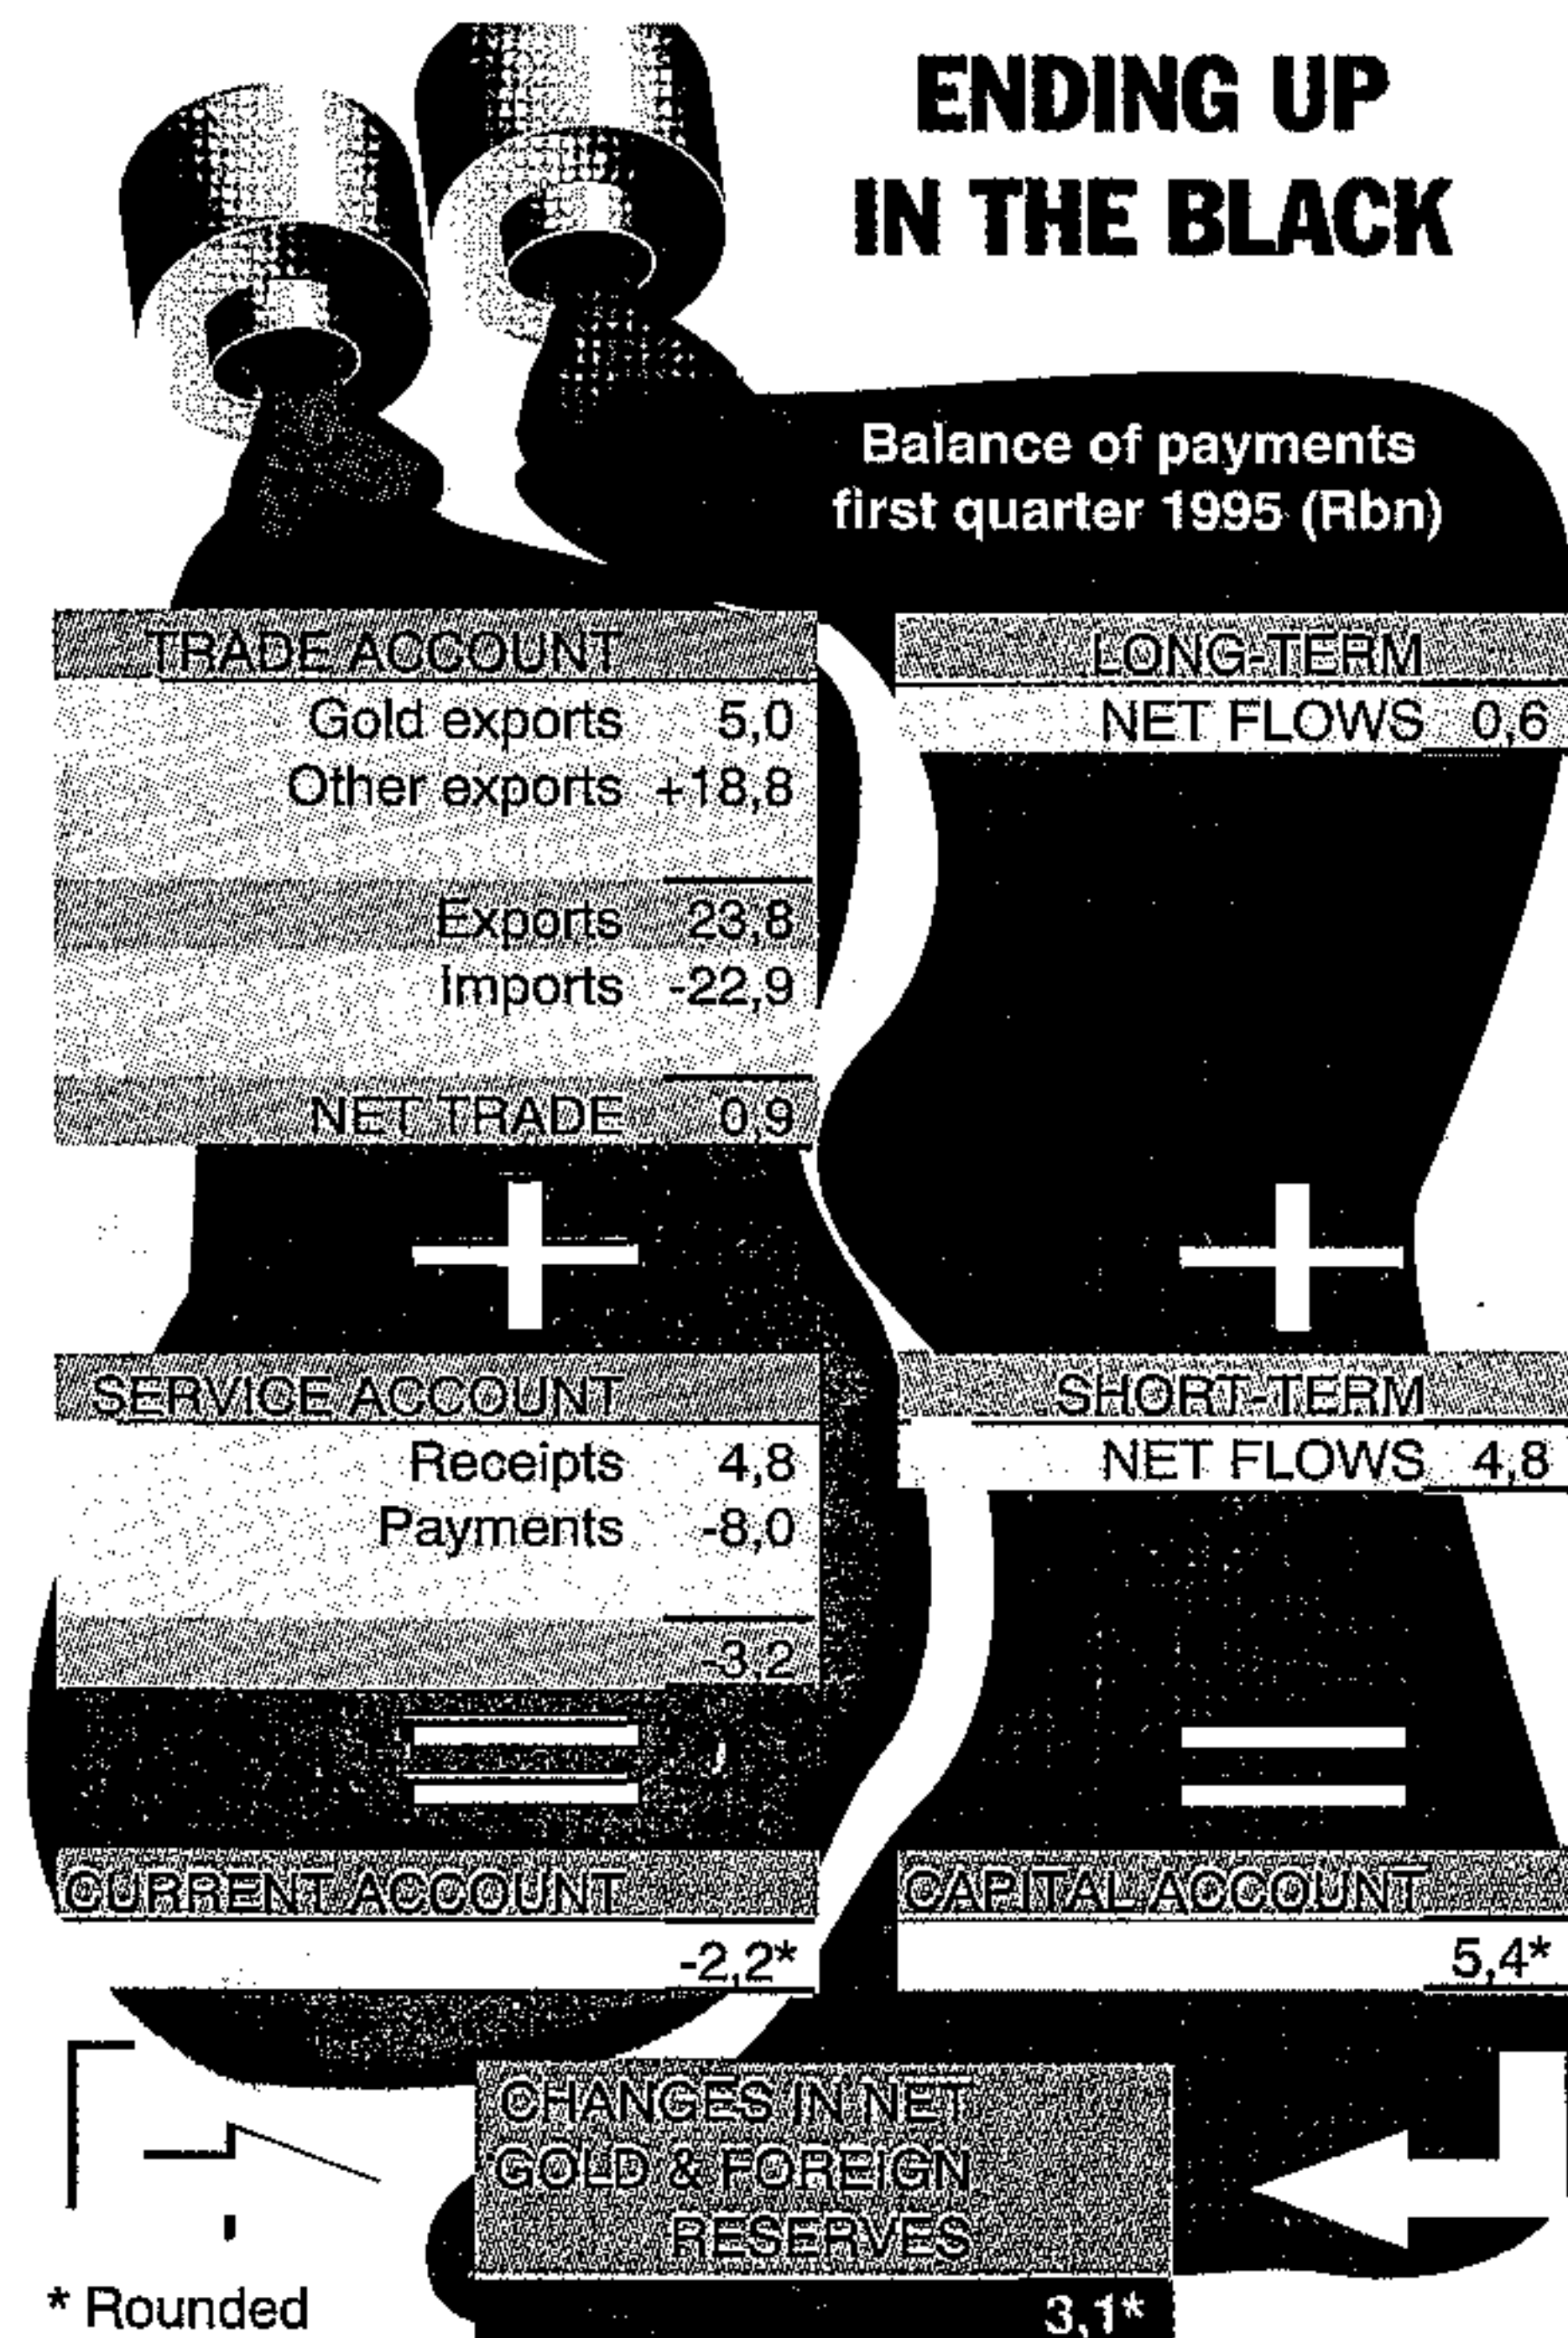 ENDING UP
IN THE BLACK
Balance of payments
first quarter 1995 (Rbn)
TRADE ACCOUNT
Gold exports 5,0
Other exports +18,8
Exports 23,8
Imports -22,9
NET TRADE 0,9
SERVICE ACCOUNT
Receipts 4,8
Payments -8,0
-3,2
CURRENT ACCOUNT
-2,2*
LONG-TERM
NET FLOWS 0,6
SHORT-TERM
NET FLOWS 4,8
CAPITAL ACCOUNT
5,4*
CHANGES IN NET
GOLD & FOREIGN
RESERVES
3,1*
* Rounded